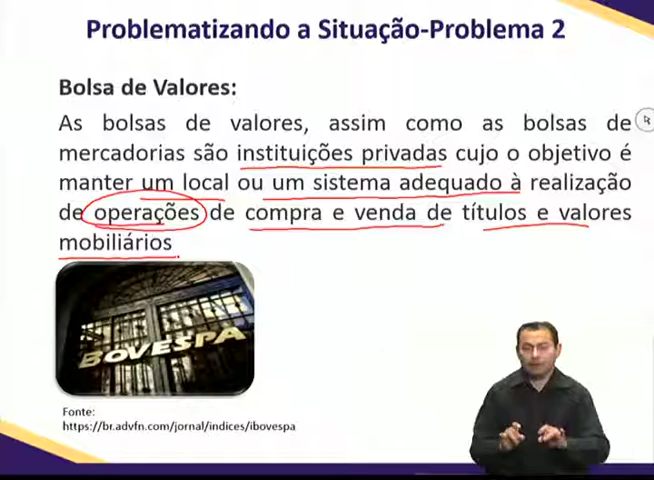 Problematizando a Situação-Problema 2
Bolsa de Valores:
As bolsas de valores, assim como as bolsas de
mercadorias são instituições privadas cujo o objetivo é
manter um local ou um sistema adequado à realização
de operações de compra e venda de títulos e valores
mobiliários
BOVESPA
Fonte:
https://br.advfn.com/jornal/indices/ibovespa